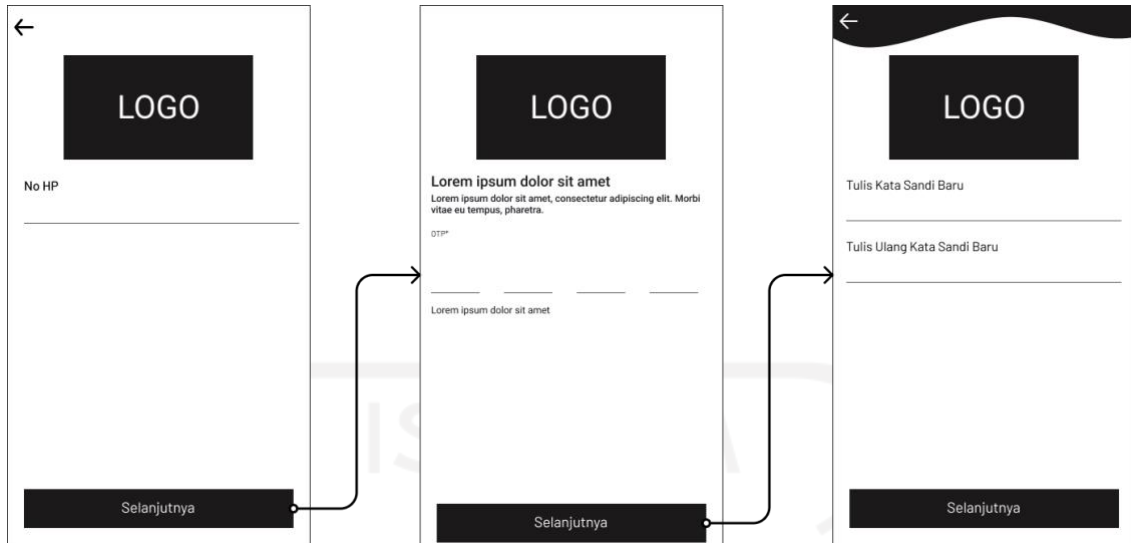 LOGO
No HP
Selanjutnya
LOGO
Lorem ipsum dolor sit amet
Lorem ipsum dolor sit amet, consectetur adipiscing elit. Morbi
vitae eu tempus, pharetra.
OTP*
Lorem ipsum dolor sit amet
Selanjutnya
LOGO
Tulis Kata Sandi Baru
Tulis Ulang Kata Sandi Baru
Selanjutnya